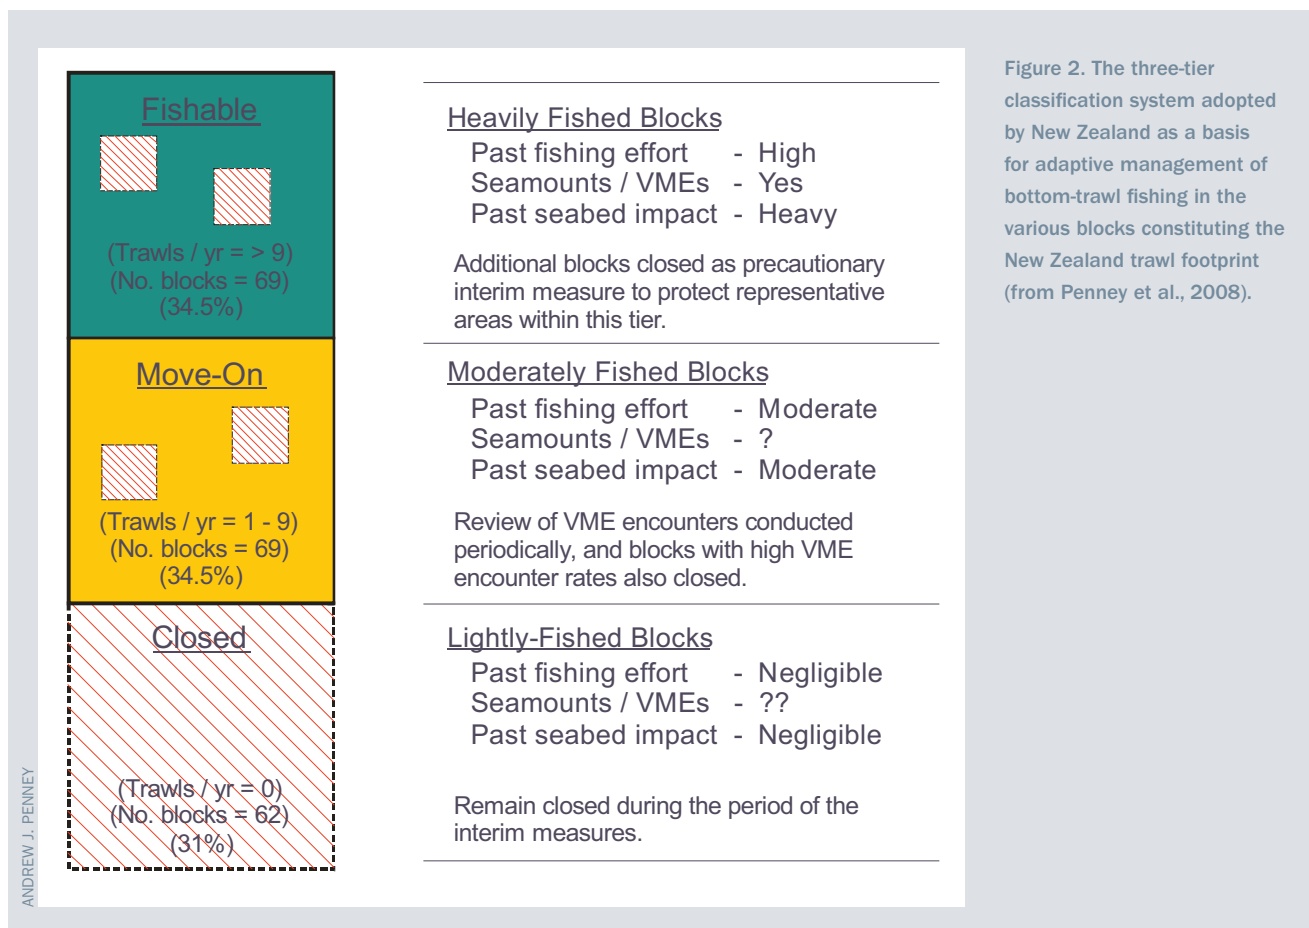 Fishable
(Trawls / yr = > 9)
(No. blocks = 69)
(34.5%)
Heavily Fished Blocks
Past fishing effort - High
Seamounts / VMEs - Yes
Past seabed impact - Heavy
Additional blocks closed as precautionary
interim measure to protect representative
areas within this tier.
Move-On
(Trawls / yr = 1 - 9)
(No. blocks = 69)
(34.5%)
Moderately Fished Blocks
Past fishing effort - Moderate
Seamounts / VMEs - ?
Past seabed impact - Moderate
Review of VME encounters conducted
periodically, and blocks with high VME
encounter rates also closed.
Closed
(Trawls / yr = 0)
(No. blocks = 62)
(31%)
Lightly-Fished Blocks
Past fishing effort - Negligible
Seamounts / VMEs - ??
Past seabed impact - Negligible
Remain closed during the period of the
interim measures.
ANDREW J. PENNEY
Figure 2. The three-tier
classification system adopted
by New Zealand as a basis
for adaptive management of
bottom-trawl fishing in the
various blocks constituting the
New Zealand trawl footprint
(from Penney et al., 2008).